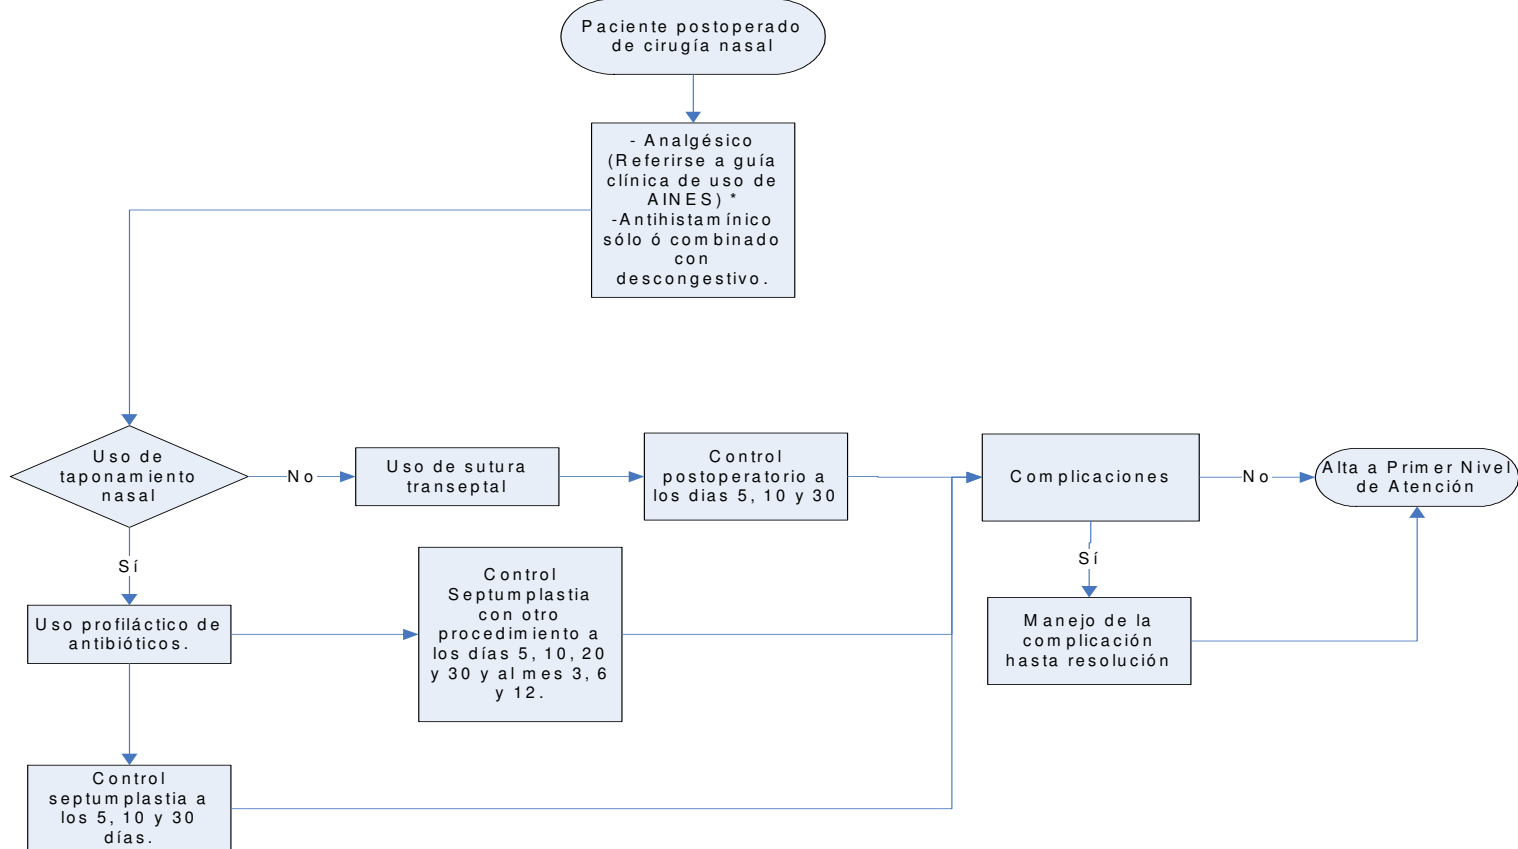 Paciente postoperado
de cirugía nasal
- Analgésico
(Referirse a guía
clínica de uso de
AINES) *
-Antihistamínico
sólo ó combinado
con
descongestivo.
Uso de
taponamiento
nasal
No
Uso de sutura
transeptal
Control
postoperatorio a
los dias 5, 10 y 30
Complicaciones
No
Alta a Primer Nivel
de Atención
Sí
Sí
Uso profiláctico de
antibióticos.
Control
Septumplastia
con otro
procedimiento a
los días 5, 10, 20
y 30 y al mes 3, 6
y 12.
Manejo de la
complicación
hasta resolución
Control
septumplastia a
los 5, 10 y 30
días.